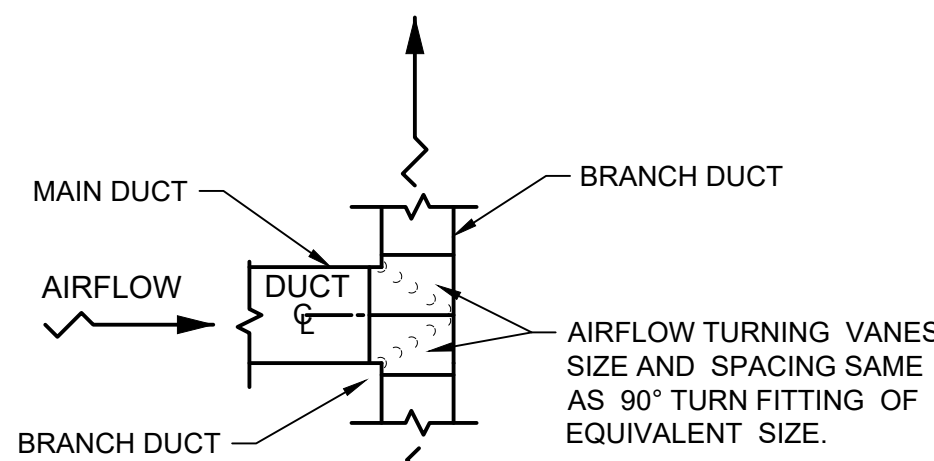 MAIN DUCT
BRANCH DUCT
AIRFLOW
DUCT
℄
AIRFLOW TURNING VANES
SIZE AND SPACING SAME
AS 90° TURN FITTING OF
EQUIVALENT SIZE.
BRANCH DUCT